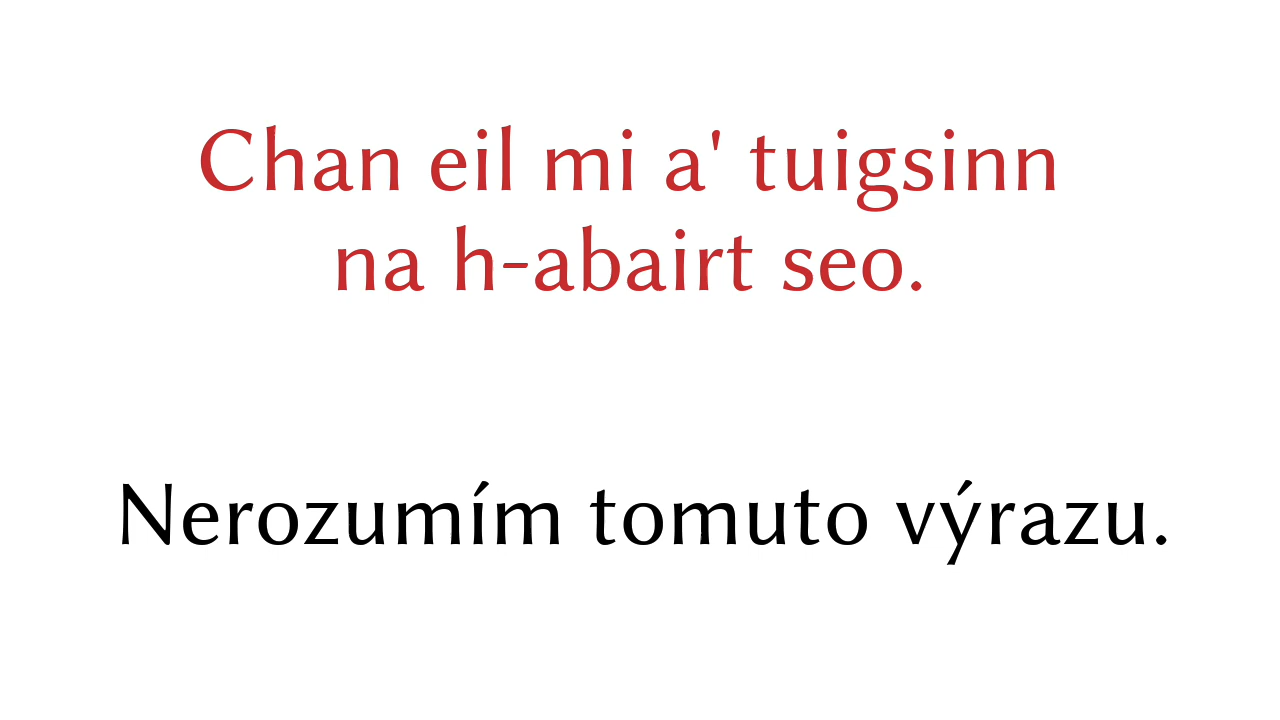 Chan eil mi a' tuigsinn
na h-abairt seo.
Nerozumím tomuto výrazu.